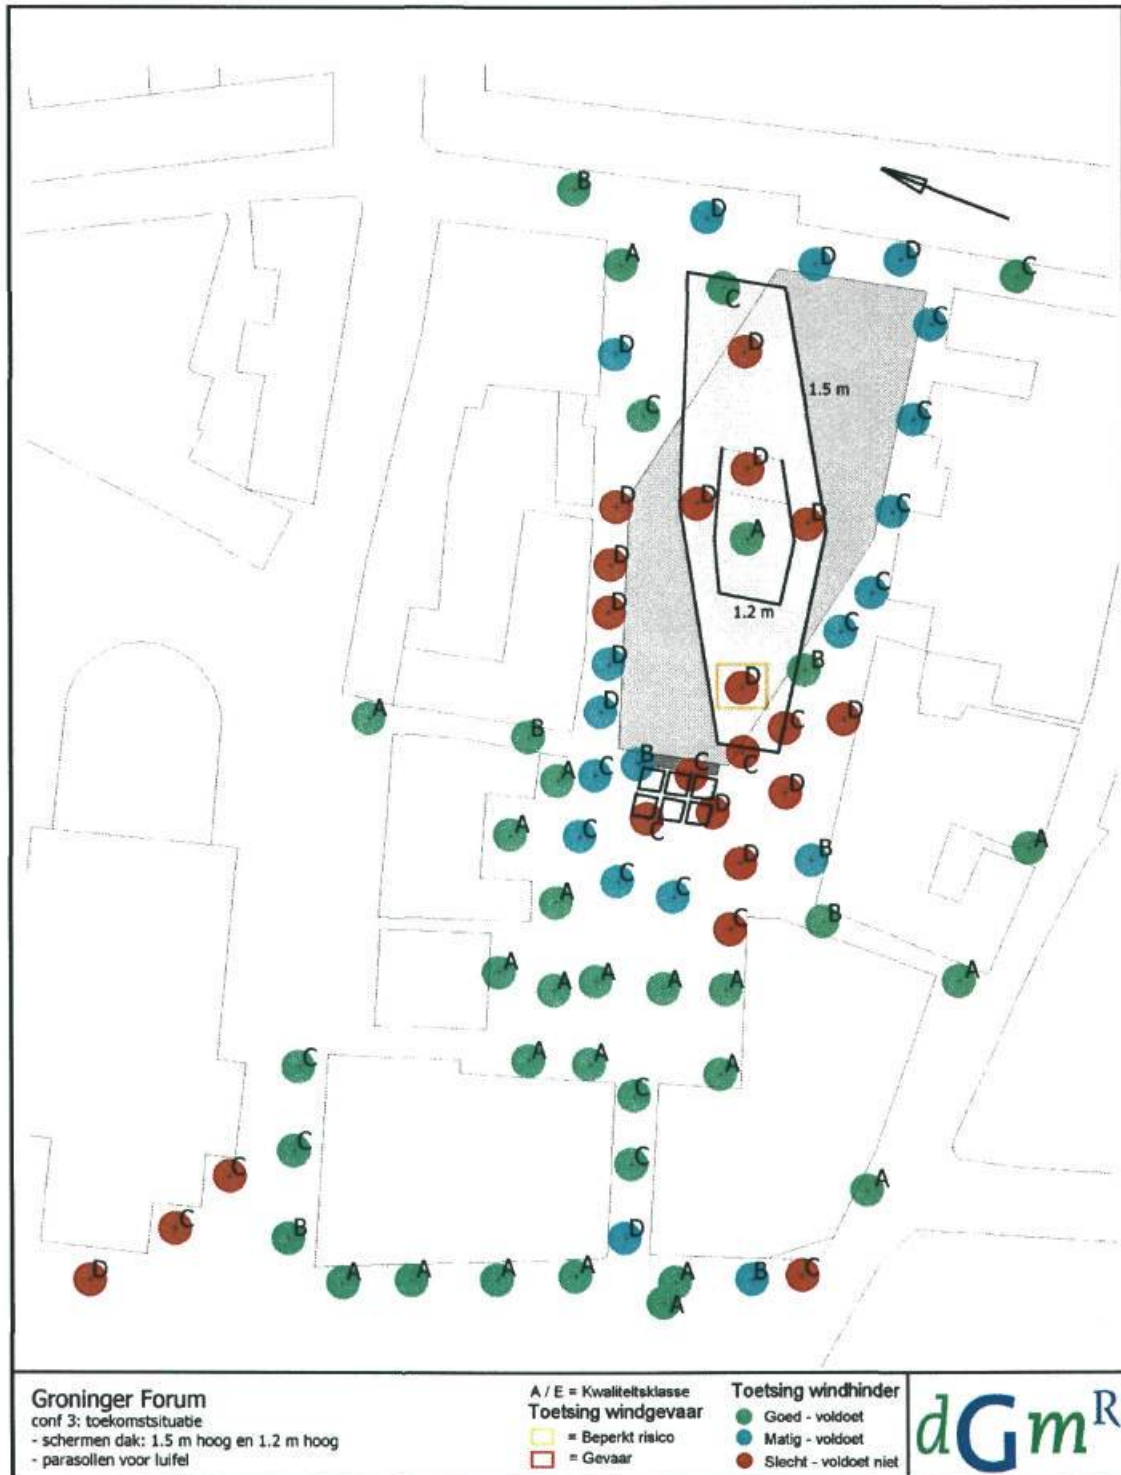 B
D
A D D C
C
C
D D
1.5 m
C C
D
D D D C
A
D
C
D 1.2 m
C
D B
D
D A C D
B
B C
A C C D
D
C
A C A
D B
C C
A
B C
A A A A A A
C A A A
C
C C
C A
C B D
D A A A A A B C
A
Groninger Forum
conf 3: toekomstsituatie
- schermen dak: 1.5 m hoog en 1.2 m hoog
- parasollen voor luifel
A / E = Kwaliteitsklasse
Toetsing windgevaar
= Beperkt risico
= Gevaar
Toetsing windhinder
Goed - voldoet
Matig - voldoet
Slecht - voldoet niet
dGmR